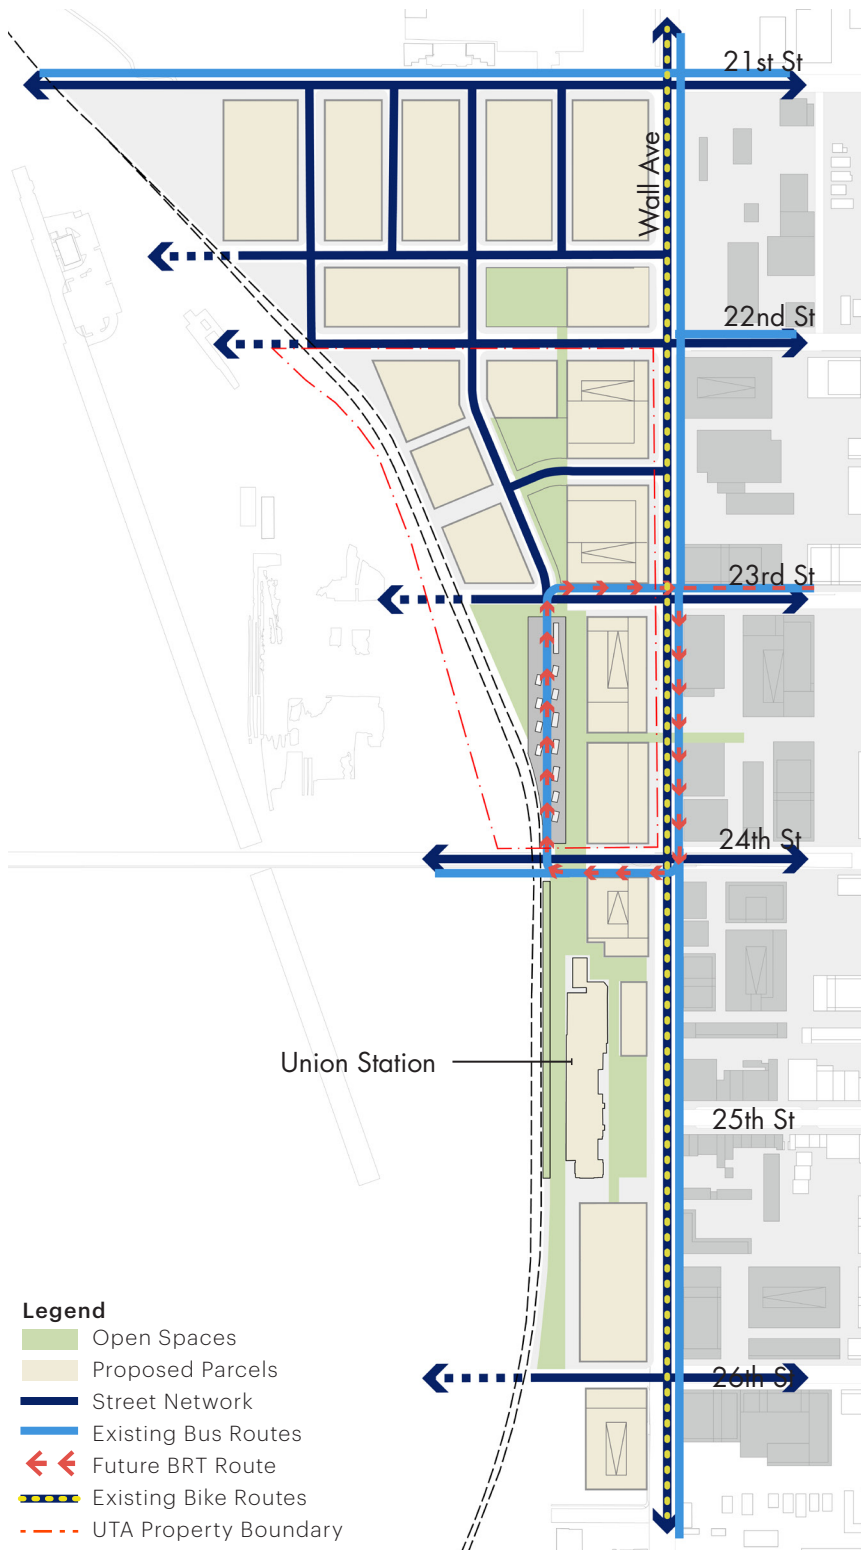 21st St
Wall Ave
22nd St
23rd St
24th St
Union Station
25th St
26th St
Legend
Open Spaces
Proposed Parcels
Street Network
Existing Bus Routes
Future BRT Route
Existing Bike Routes
UTA Property Boundary